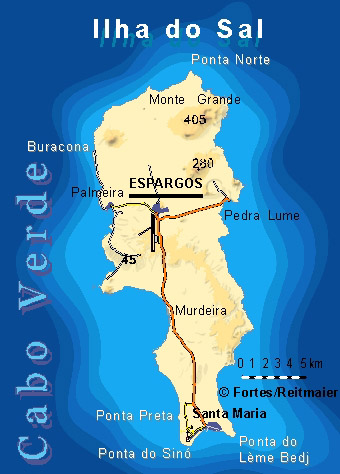 Ilha do Sal
Ponta Norte
Monte Grande
405
Buracona
280
Palmeira
ESPARGOS
Pedra Lume
45
Murdeira
Cabo Verde
0 1 2 3 4 5 km
© Fortes/Reitmaier
Ponta Preta
Santa Maria
Ponta do Sinó
Ponta do
Lème Bedj